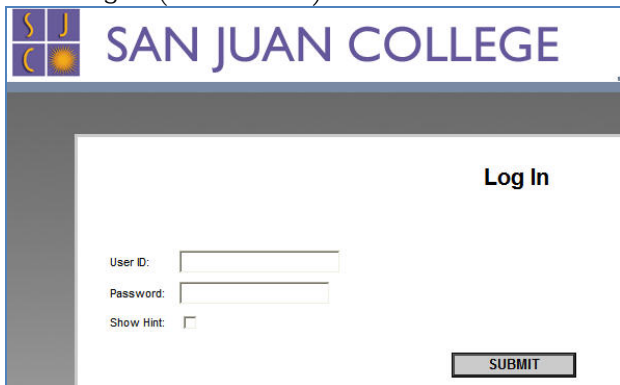 S J
C
SAN JUAN COLLEGE
Log In
User ID:
Password:
Show Hint:
SUBMIT